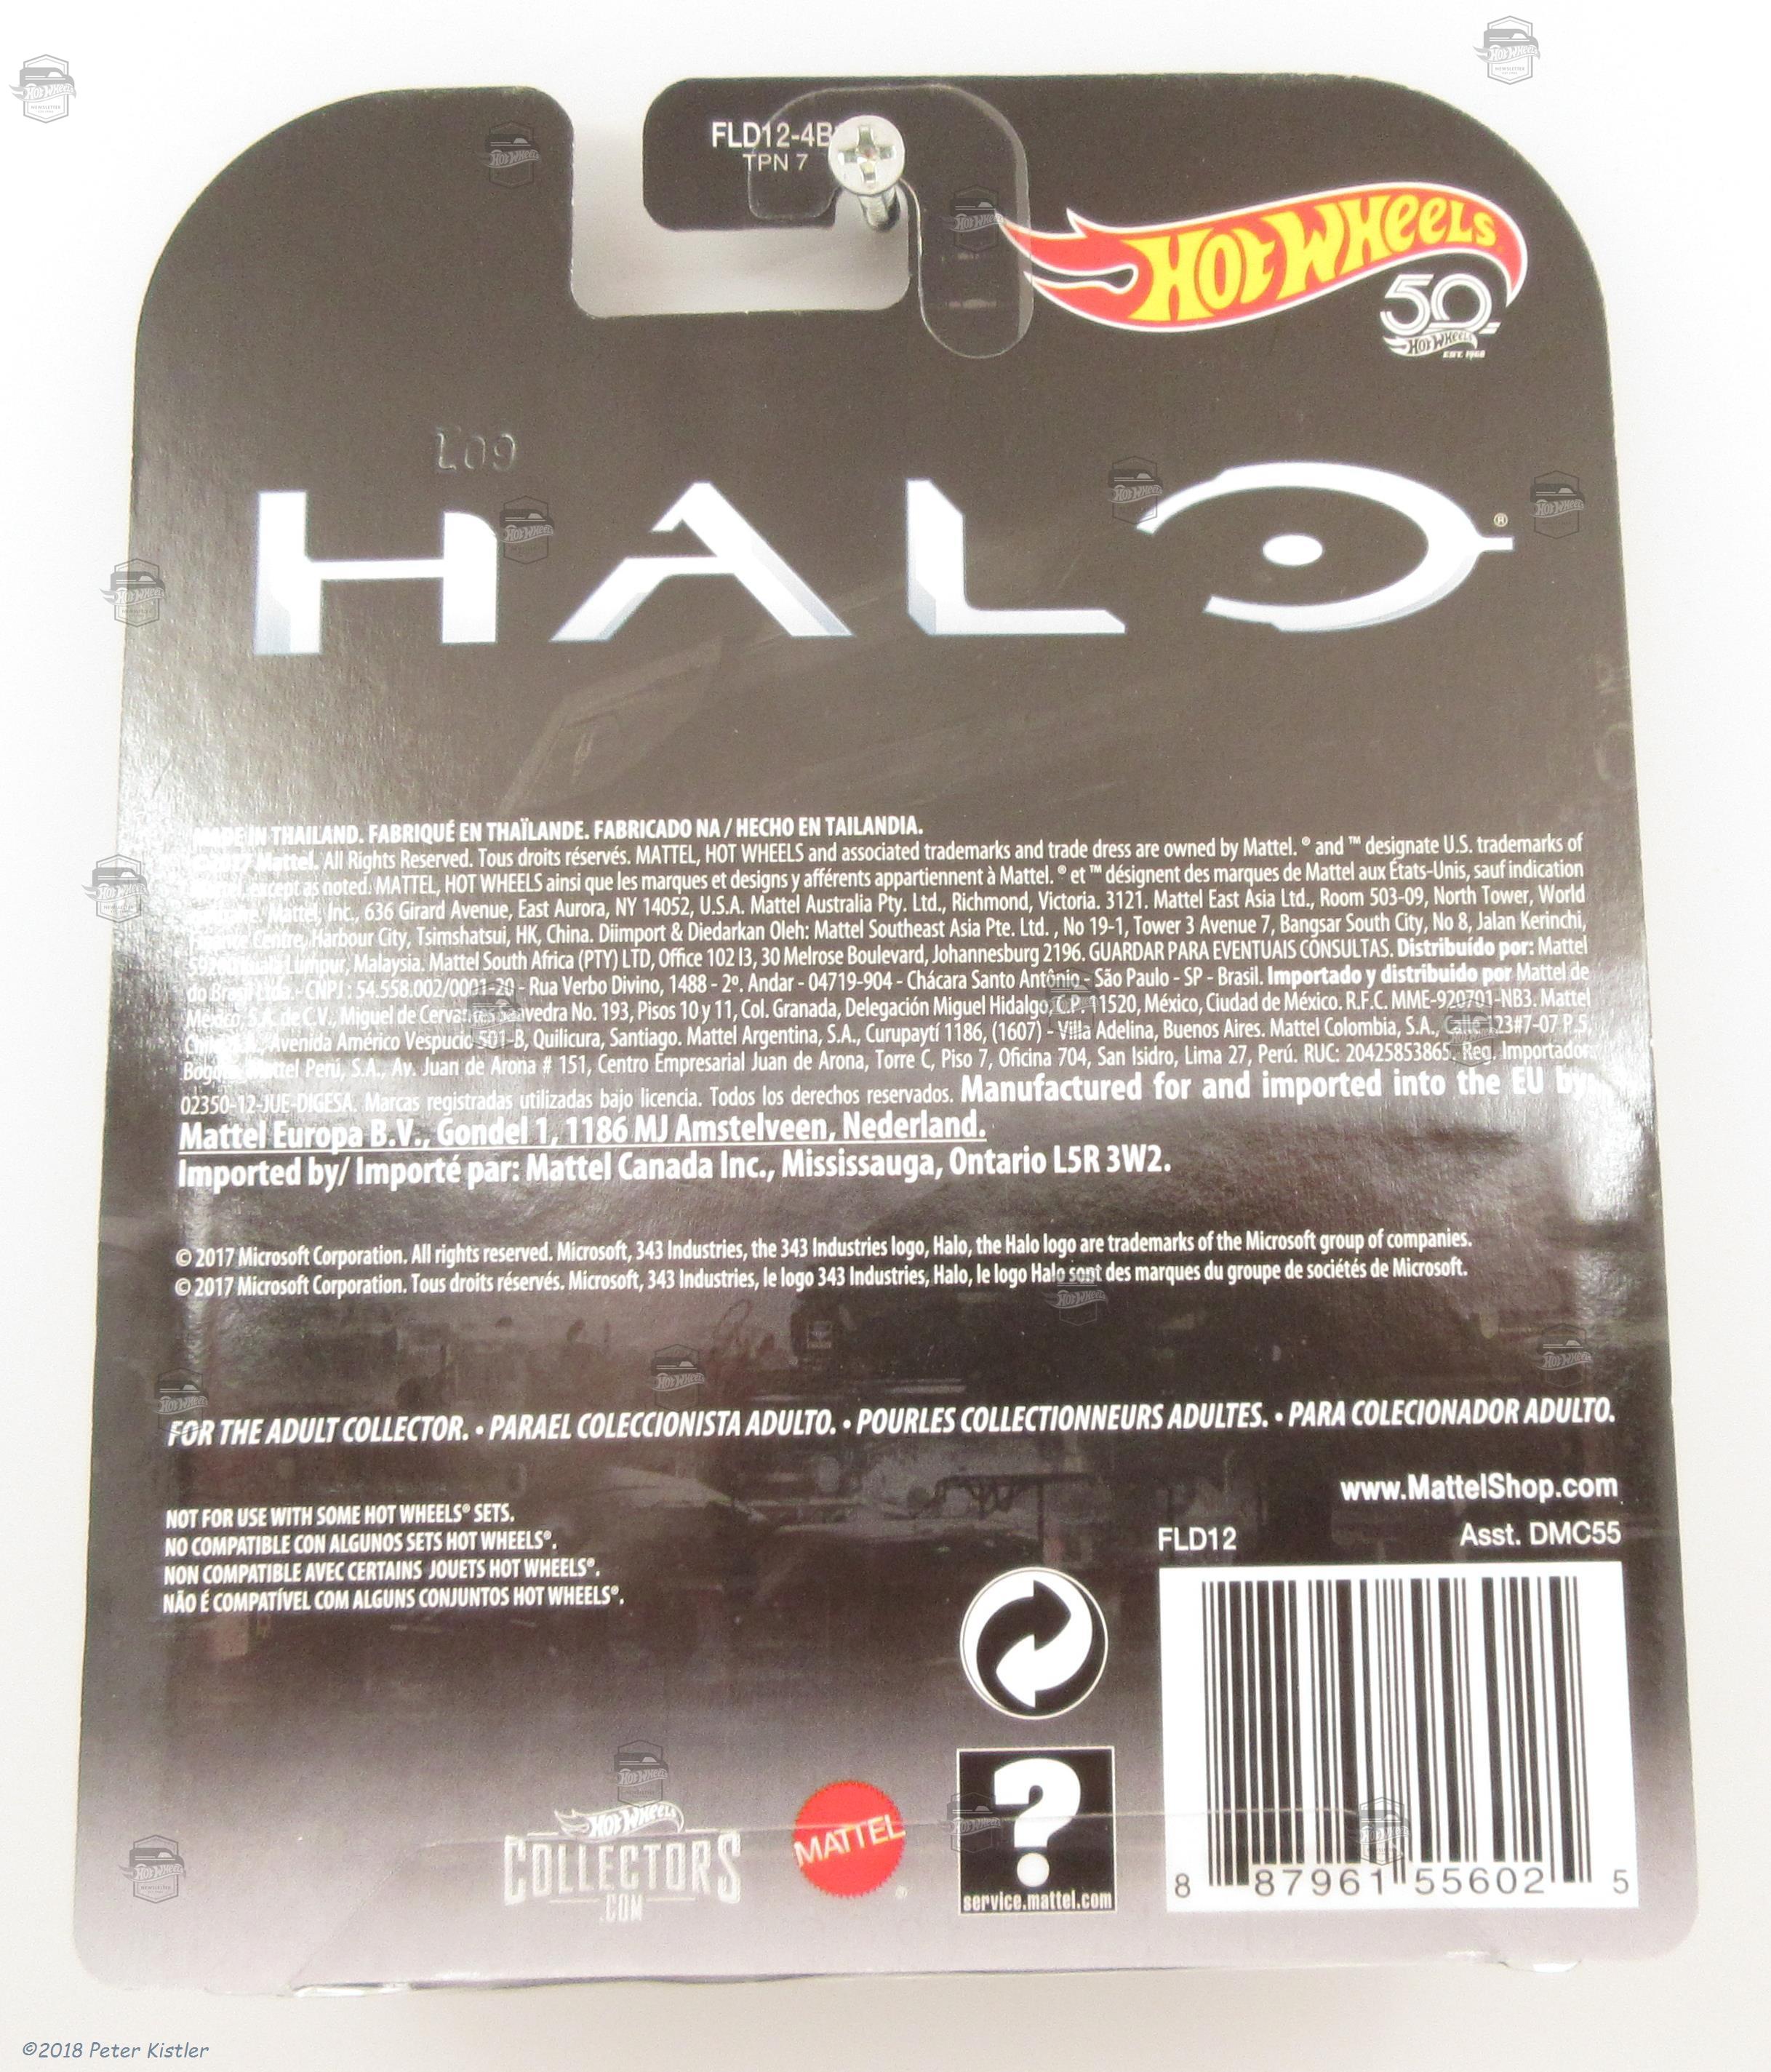 FLD12-4B
TPN 7
HOT WHEELS
50
HOT WHEELS
EST. 1968
L09
HALO®
MADE IN THAILAND. FABRIQUÉ EN THAÏLANDE. FABRICADO NA / HECHO EN TAILANDIA.
©2017 Mattel. All Rights Reserved. Tous droits réservés. MATTEL, HOT WHEELS and associated trademarks and trade dress are owned by Mattel. ® and ™ designate U.S. trademarks of
except as noted. MATTEL, HOT WHEELS ainsi que les marques et designs y afférents appartiennent à Mattel. ® et ™ désignent des marques de Mattel aux États-Unis, sauf indication
Mattel, Inc., 636 Girard Avenue, East Aurora, NY 14052, U.S.A. Mattel Australia Pty. Ltd., Richmond, Victoria. 3121. Mattel East Asia Ltd., Room 503-09, North Tower, World
Finance Centre, Harbour City, Tsimshatsui, HK, China. Diimport & Diedarkan Oleh: Mattel Southeast Asia Pte. Ltd. , No 19-1, Tower 3 Avenue 7, Bangsar South City, No 8, Jalan Kerinchi,
59200 Kuala Lumpur, Malaysia. Mattel South Africa (PTY) LTD, Office 102 I3, 30 Melrose Boulevard, Johannesburg 2196. GUARDAR PARA EVENTUAIS CONSULTAS. Distribuído por: Mattel
do Brasil Ltda.- CNPJ : 54.558.002/0001-20 - Rua Verbo Divino, 1488 - 2º. Andar - 04719-904 - Chácara Santo Antônio - São Paulo - SP - Brasil. Importado y distribuido por Mattel de
México, S.A. de C.V., Miguel de Cervantes Saavedra No. 193, Pisos 10 y 11, Col. Granada, Delegación Miguel Hidalgo, C.P. 11520, México, Ciudad de México. R.F.C. MME-920701-NB3. Mattel
Avenida Américo Vespucio 501-B, Quilicura, Santiago. Mattel Argentina, S.A., Curupaytí 1186, (1607) - Villa Adelina, Buenos Aires. Mattel Colombia, S.A., Calle 123#7-07 P.5,
Bogotá. Mattel Perú, S.A., Av. Juan de Arona # 151, Centro Empresarial Juan de Arona, Torre C, Piso 7, Oficina 704, San Isidro, Lima 27, Perú. RUC: 20425853865. Reg. Importador:
02350-12-JUE-DIGESA. Marcas registradas utilizadas bajo licencia. Todos los derechos reservados. Manufactured for and imported into the EU by:
Mattel Europa B.V., Gondel 1, 1186 MJ Amstelveen, Nederland.
Imported by/ Importé par: Mattel Canada Inc., Mississauga, Ontario L5R 3W2.
© 2017 Microsoft Corporation. All rights reserved. Microsoft, 343 Industries, the 343 Industries logo, Halo, the Halo logo are trademarks of the Microsoft group of companies.
© 2017 Microsoft Corporation. Tous droits réservés. Microsoft, 343 Industries, le logo 343 Industries, Halo, le logo Halo sont des marques du groupe de sociétés de Microsoft.
FOR THE ADULT COLLECTOR. • PARAEL COLECCIONISTA ADULTO. • POURLES COLLECTIONNEURS ADULTES. • PARA COLECIONADOR ADULTO.
www.MattelShop.com
FLD12 Asst. DMC55
NOT FOR USE WITH SOME HOT WHEELS® SETS.
NO COMPATIBLE CON ALGUNOS SETS HOT WHEELS®.
NON COMPATIBLE AVEC CERTAINS JOUETS HOT WHEELS®.
NÃO É COMPATÍVEL COM ALGUNS CONJUNTOS HOT WHEELS®.
HOT WHEELS
COLLECTORS
.COM
MATTEL®
?
service.mattel.com
8 87961 55602 5
©2018 Peter Kistler